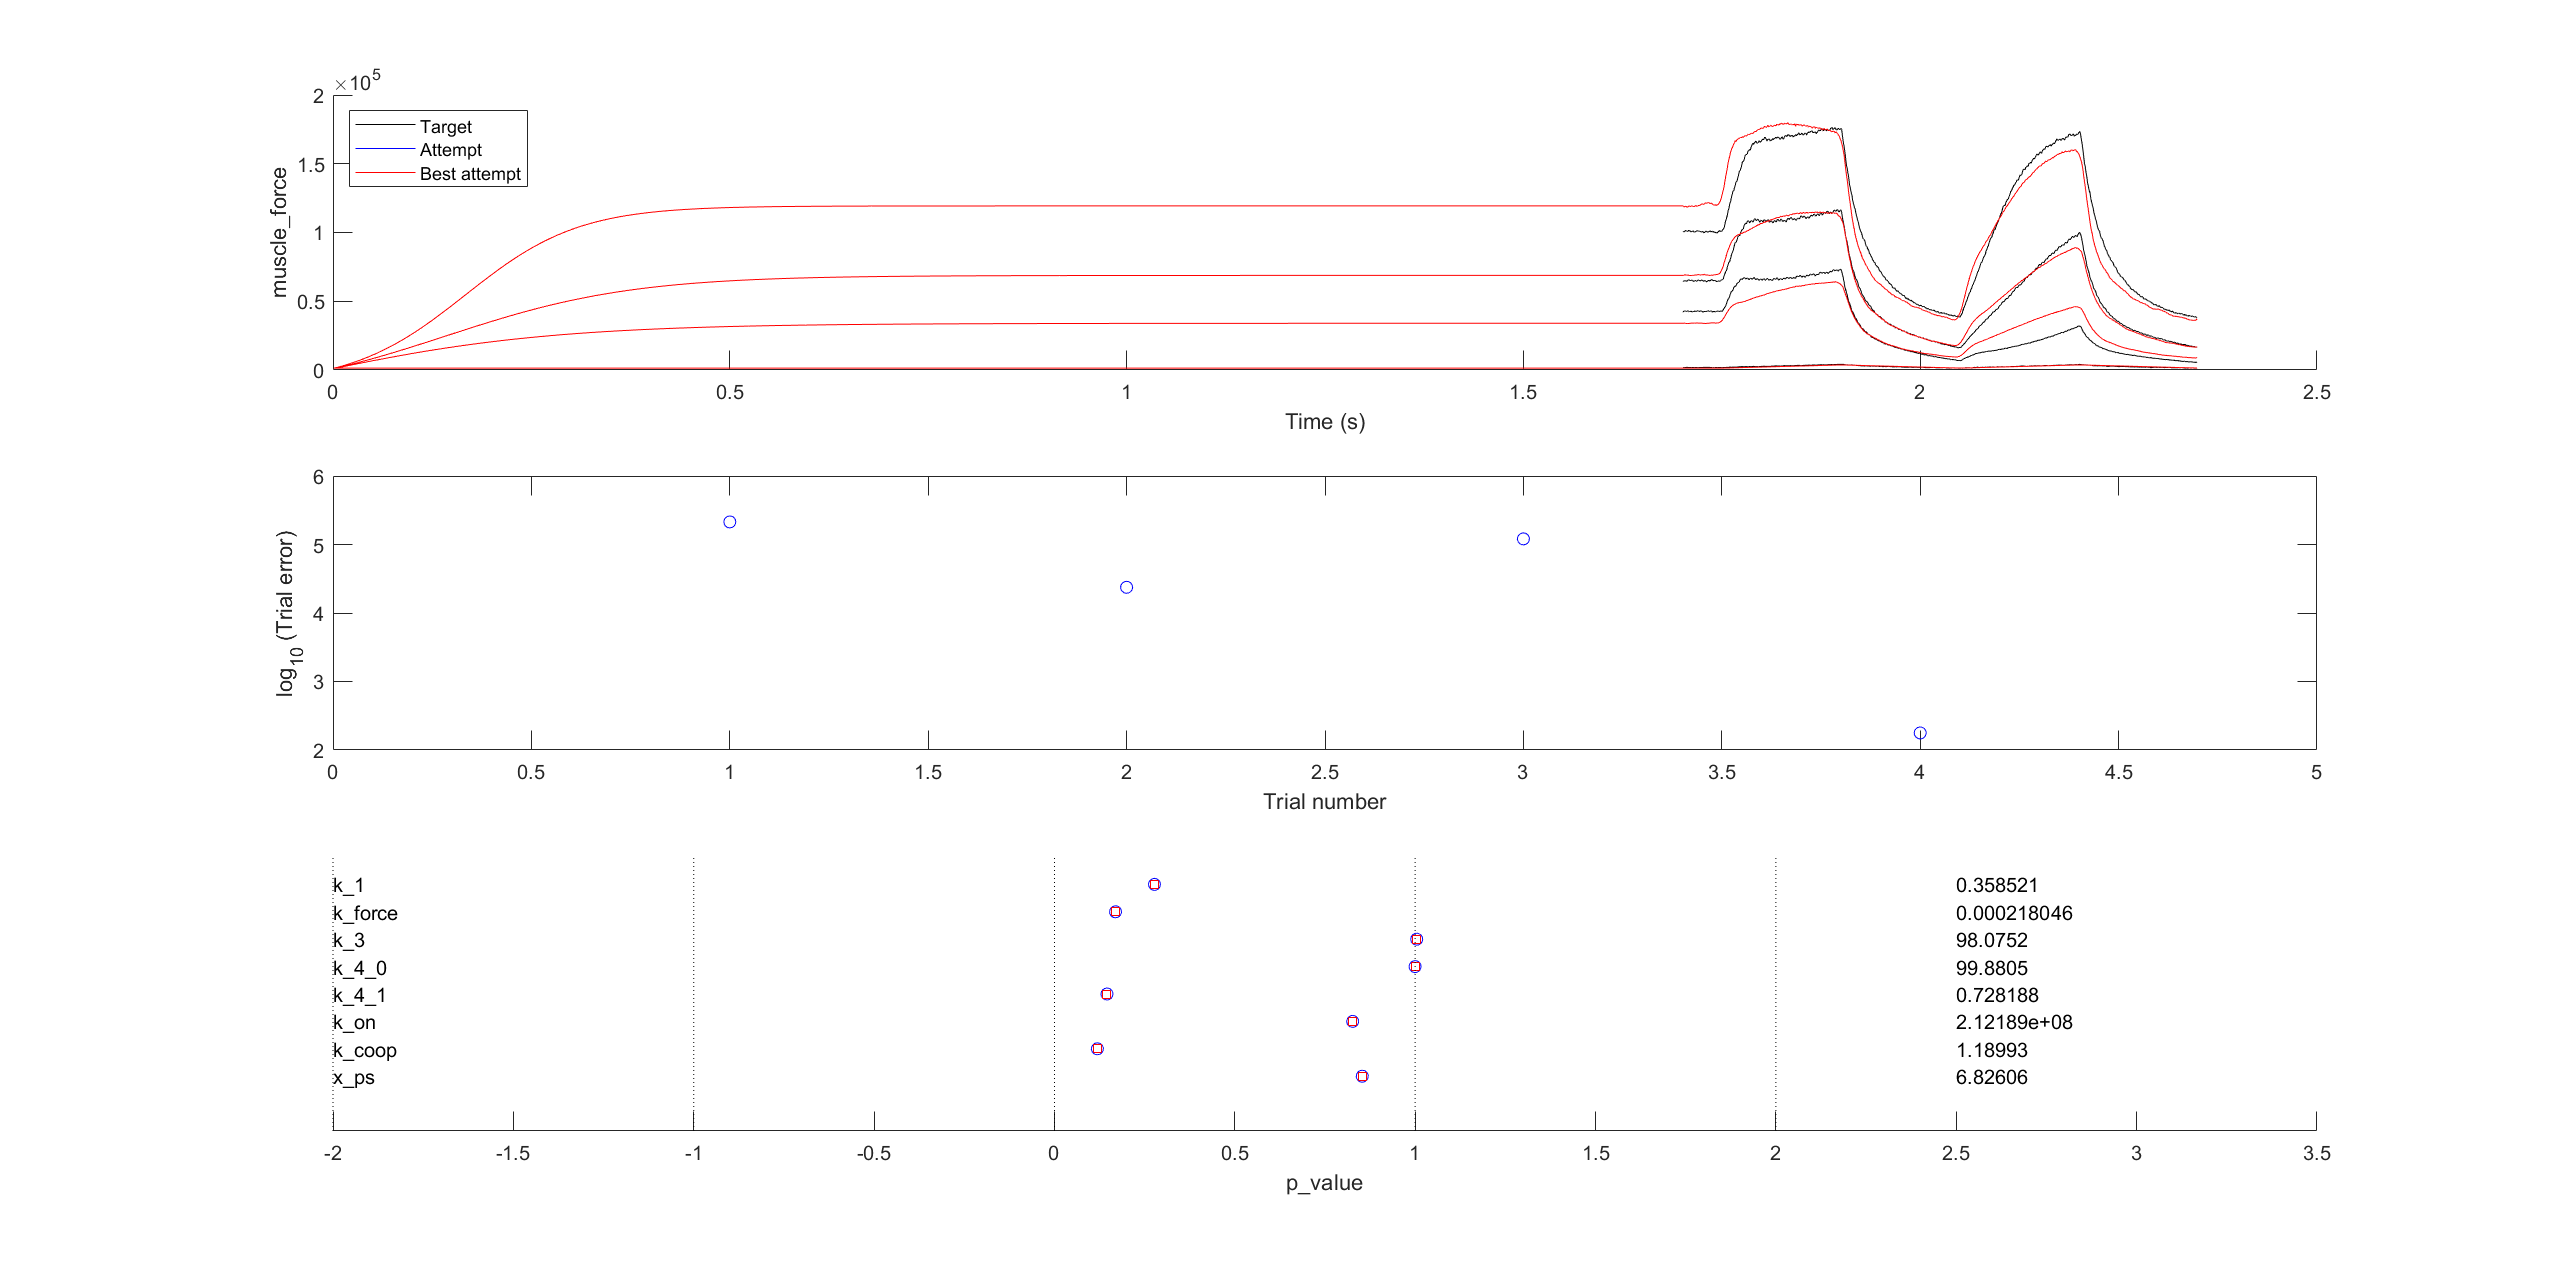 ×10^5
2
1.5
1
0.5
0
muscle_force
Target
Attempt
Best attempt
0 0.5 1 1.5 2 2.5
Time (s)
6
5
4
3
2
log_10 (Trial error)
0 0.5 1 1.5 2 2.5 3 3.5 4 4.5 5
Trial number
k_1 0.358521
k_force 0.000218046
k_3 98.0752
k_4_0 99.8805
k_4_1 0.728188
k_on 2.12189e+08
k_coop 1.18993
x_ps 6.82606
-2 -1.5 -1 -0.5 0 0.5 1 1.5 2 2.5 3 3.5
p_value